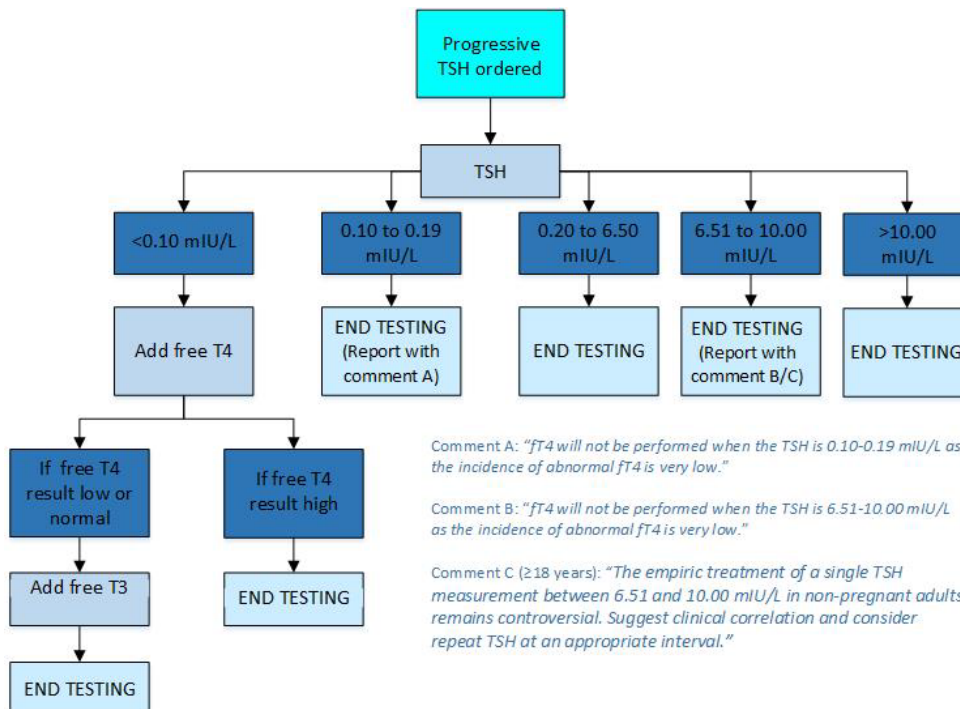 Progressive
TSH ordered
TSH
<0.10 mIU/L
0.10 to 0.19
mIU/L
0.20 to 6.50
mIU/L
6.51 to 10.00
mIU/L
>10.00
mIU/L
Add free T4
END TESTING
(Report with
comment A)
END TESTING
END TESTING
(Report with
comment B/C)
END TESTING
If free T4
result low or
normal
If free T4
result high
Add free T3
END TESTING
END TESTING
Comment A: "fT4 will not be performed when the TSH is 0.10-0.19 mIU/L as
the incidence of abnormal fT4 is very low."
Comment B: "fT4 will not be performed when the TSH is 6.51-10.00 mIU/L
as the incidence of abnormal fT4 is very low."
Comment C (≥18 years): "The empiric treatment of a single TSH
measurement between 6.51 and 10.00 mIU/L in non-pregnant adults
remains controversial. Suggest clinical correlation and consider
repeat TSH at an appropriate interval."